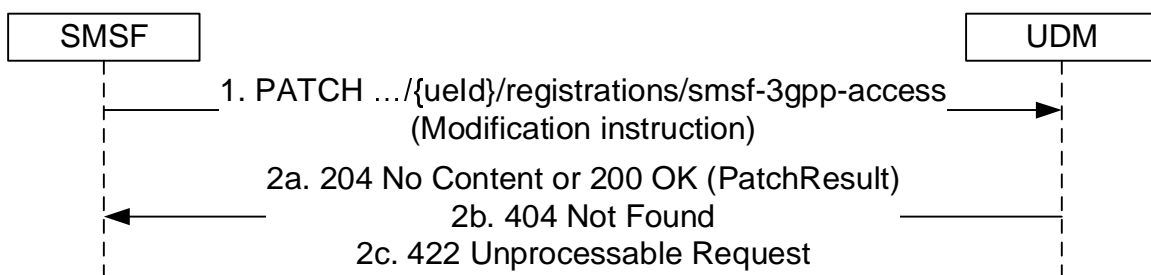 SMSF
UDM
1. PATCH …/{ueId}/registrations/smsf-3gpp-access
(Modification instruction)
2a. 204 No Content or 200 OK (PatchResult)
2b. 404 Not Found
2c. 422 Unprocessable Request